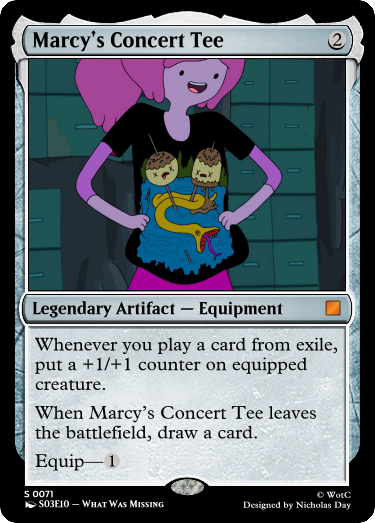 Marcy's Concert Tee 2
Legendary Artifact — Equipment
Whenever you play a card from exile,
put a +1/+1 counter on equipped
creature.
When Marcy's Concert Tee leaves
the battlefield, draw a card.
Equip—1
S 0071
S03E10 — What Was Missing
© WotC
Designed by Nicholas Day